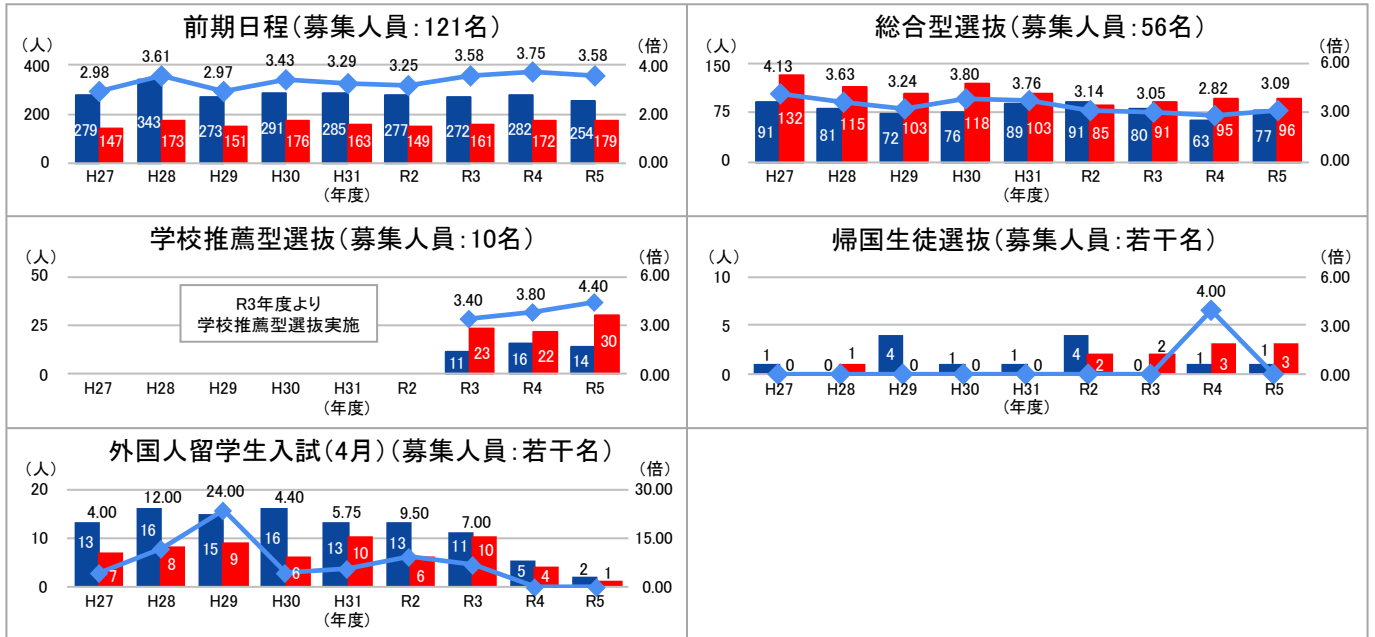 前期日程(募集人員:121名)
(人) (倍)
2.98 3.61 2.97 3.43 3.29 3.25 3.58 3.75 3.58
400 4.00
200 2.00
0 0.00
279 147 343 173 273 151 291 176 285 163 277 149 272 161 282 172 254 179
H27 H28 H29 H30 H31 R2 R3 R4 R5
(年度)
総合型選抜(募集人員:56名)
(人) (倍)
4.13 3.63 3.24 3.80 3.76 3.14 3.05 2.82 3.09
150 6.00
75 3.00
0 0.00
91 132 81 115 72 103 76 118 89 103 91 85 80 91 63 95 77 96
H27 H28 H29 H30 H31 R2 R3 R4 R5
(年度)
学校推薦型選抜(募集人員:10名)
(人) (倍)
50 6.00
25 3.00
0 0.00
R3年度より
学校推薦型選抜実施
3.40 3.80 4.40
11 23 16 22 14 30
H27 H28 H29 H30 H31 R2 R3 R4 R5
(年度)
帰国生徒選抜(募集人員:若干名)
(人) (倍)
10 6.00
5 3.00
0 0.00
4.00
1 0 0 1 4 0 1 0 1 0 4 2 0 2 1 3 1 3
H27 H28 H29 H30 H31 R2 R3 R4 R5
(年度)
外国人留学生入試(4月)(募集人員:若干名)
(人) (倍)
4.00 12.00 24.00 4.40 5.75 9.50 7.00
20 30.00
10 15.00
0 0.00
13 7 16 8 15 9 16 6 13 10 13 6 11 10 5 4 2 1
H27 H28 H29 H30 H31 R2 R3 R4 R5
(年度)